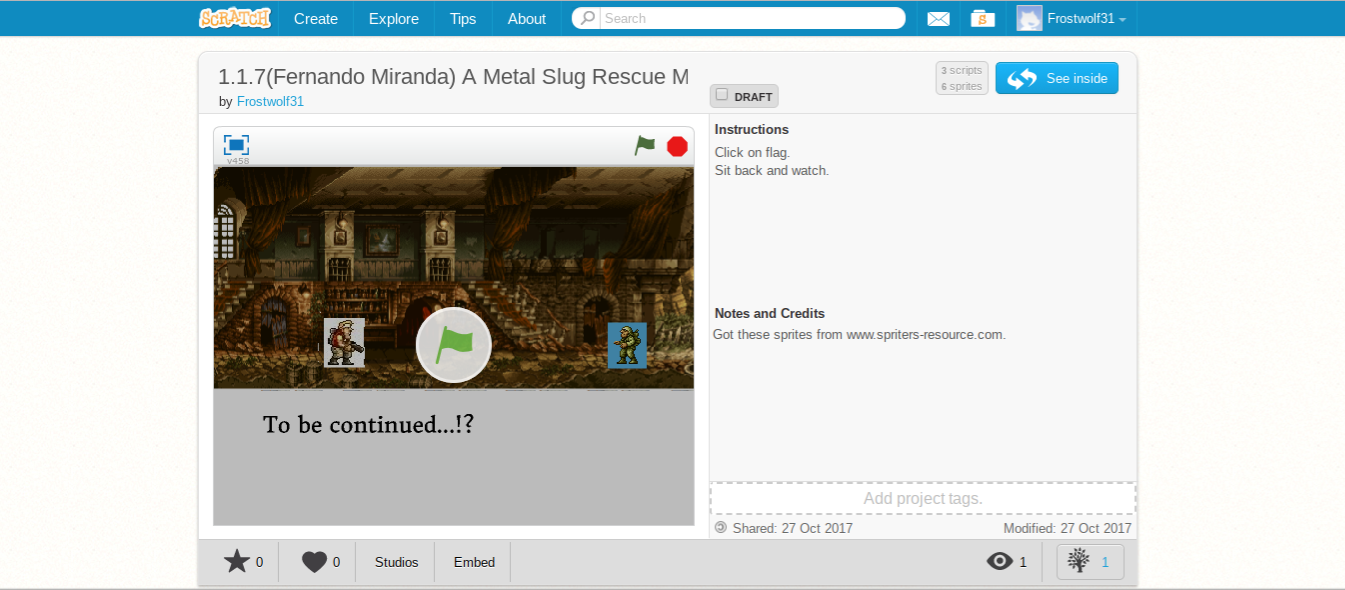 SCRATCH Create Explore Tips About Search Frostwolf31
1.1.7(Fernando Miranda) A Metal Slug Rescue M
by Frostwolf31
DRAFT
3 scripts
6 sprites
See inside
v458
To be continued...!?
Instructions
Click on flag.
Sit back and watch.
Notes and Credits
Got these sprites from www.spriters-resource.com.
Add project tags.
Shared: 27 Oct 2017 Modified: 27 Oct 2017
0 0 Studios Embed 1 1